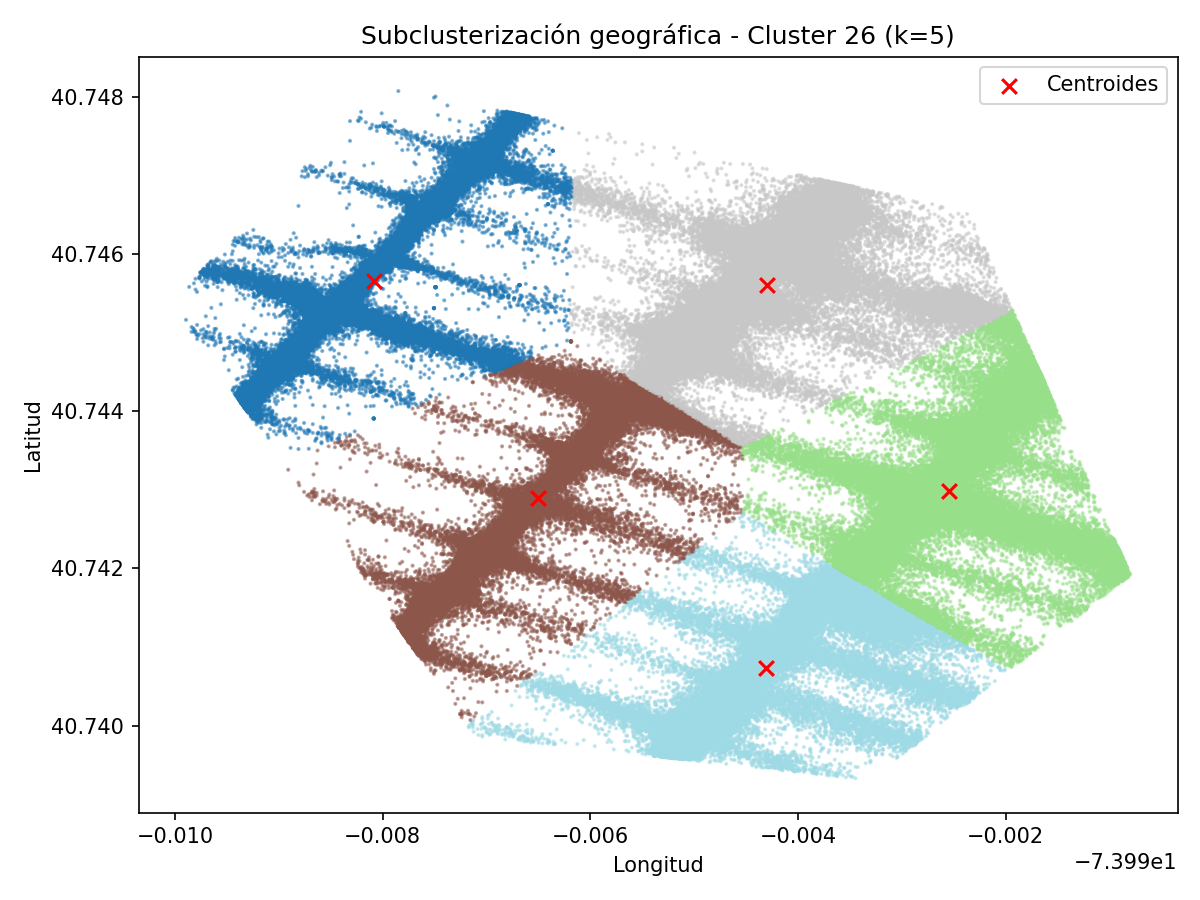 Subclusterización geográfica - Cluster 26 (k=5)
Centroides
40.748
40.746
40.744
40.742
40.740
Latitud
−0.010
−0.008
−0.006
−0.004
−0.002
−7.399e1
Longitud